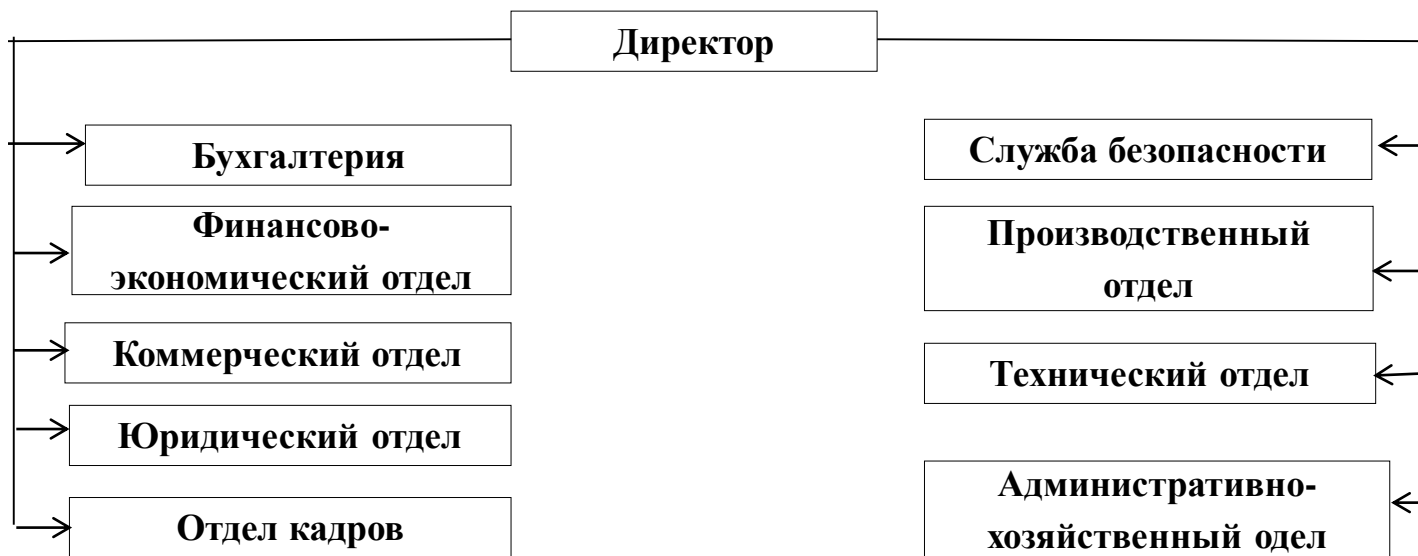 Директор
Бухгалтерия
Финансово-
экономический отдел
Коммерческий отдел
Юридический отдел
Отдел кадров
Служба безопасности
Производственный
отдел
Технический отдел
Административно-
хозяйственный одел